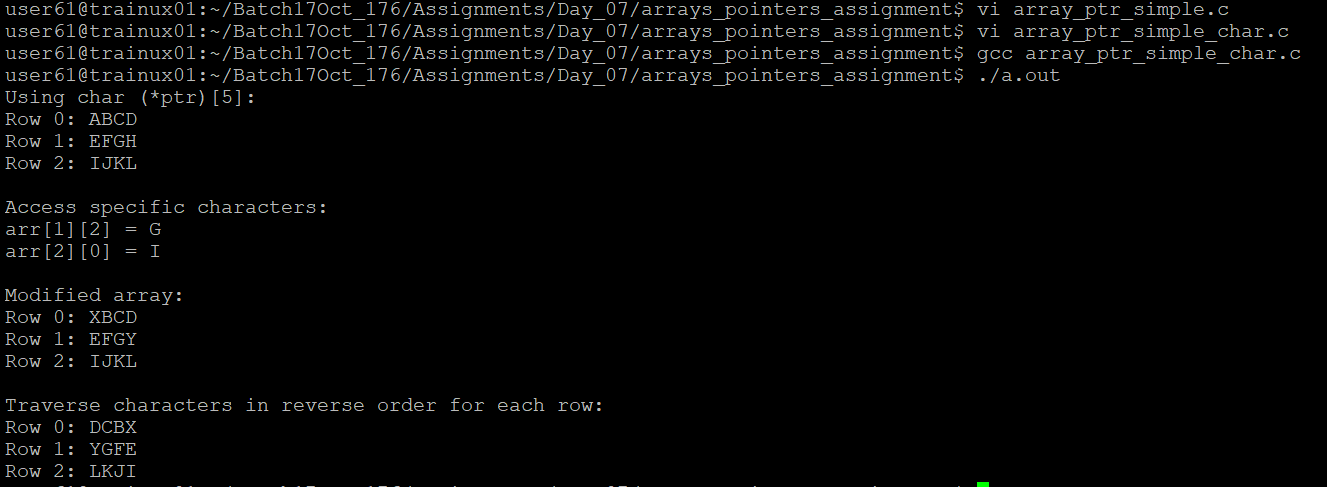 user61@trainux01:~/Batch17Oct_176/Assignments/Day_07/arrays_pointers_assignment$ vi array_ptr_simple.c
user61@trainux01:~/Batch17Oct_176/Assignments/Day_07/arrays_pointers_assignment$ vi array_ptr_simple_char.c
user61@trainux01:~/Batch17Oct_176/Assignments/Day_07/arrays_pointers_assignment$ gcc array_ptr_simple_char.c
user61@trainux01:~/Batch17Oct_176/Assignments/Day_07/arrays_pointers_assignment$ ./a.out
Using char (*ptr)[5]:
Row 0: ABCD
Row 1: EFGH
Row 2: IJKL

Access specific characters:
arr[1][2] = G
arr[2][0] = I

Modified array:
Row 0: XBCD
Row 1: EFGY
Row 2: IJKL

Traverse characters in reverse order for each row:
Row 0: DCBX
Row 1: YGFE
Row 2: LKJI